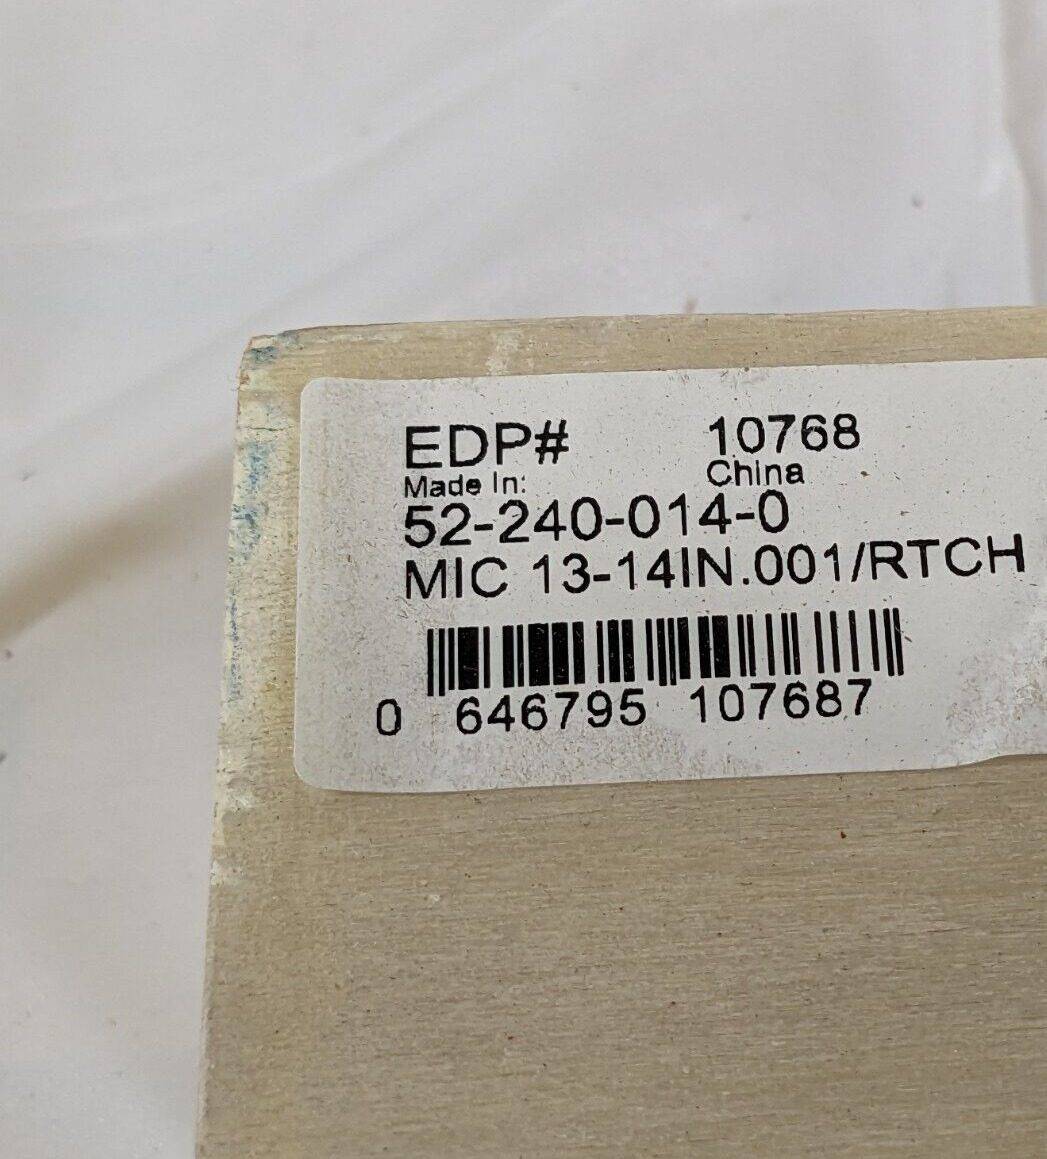 EDP# 10768
Made In: China
52-240-014-0
MIC 13-14IN.001/RTCH
0 646795 107687